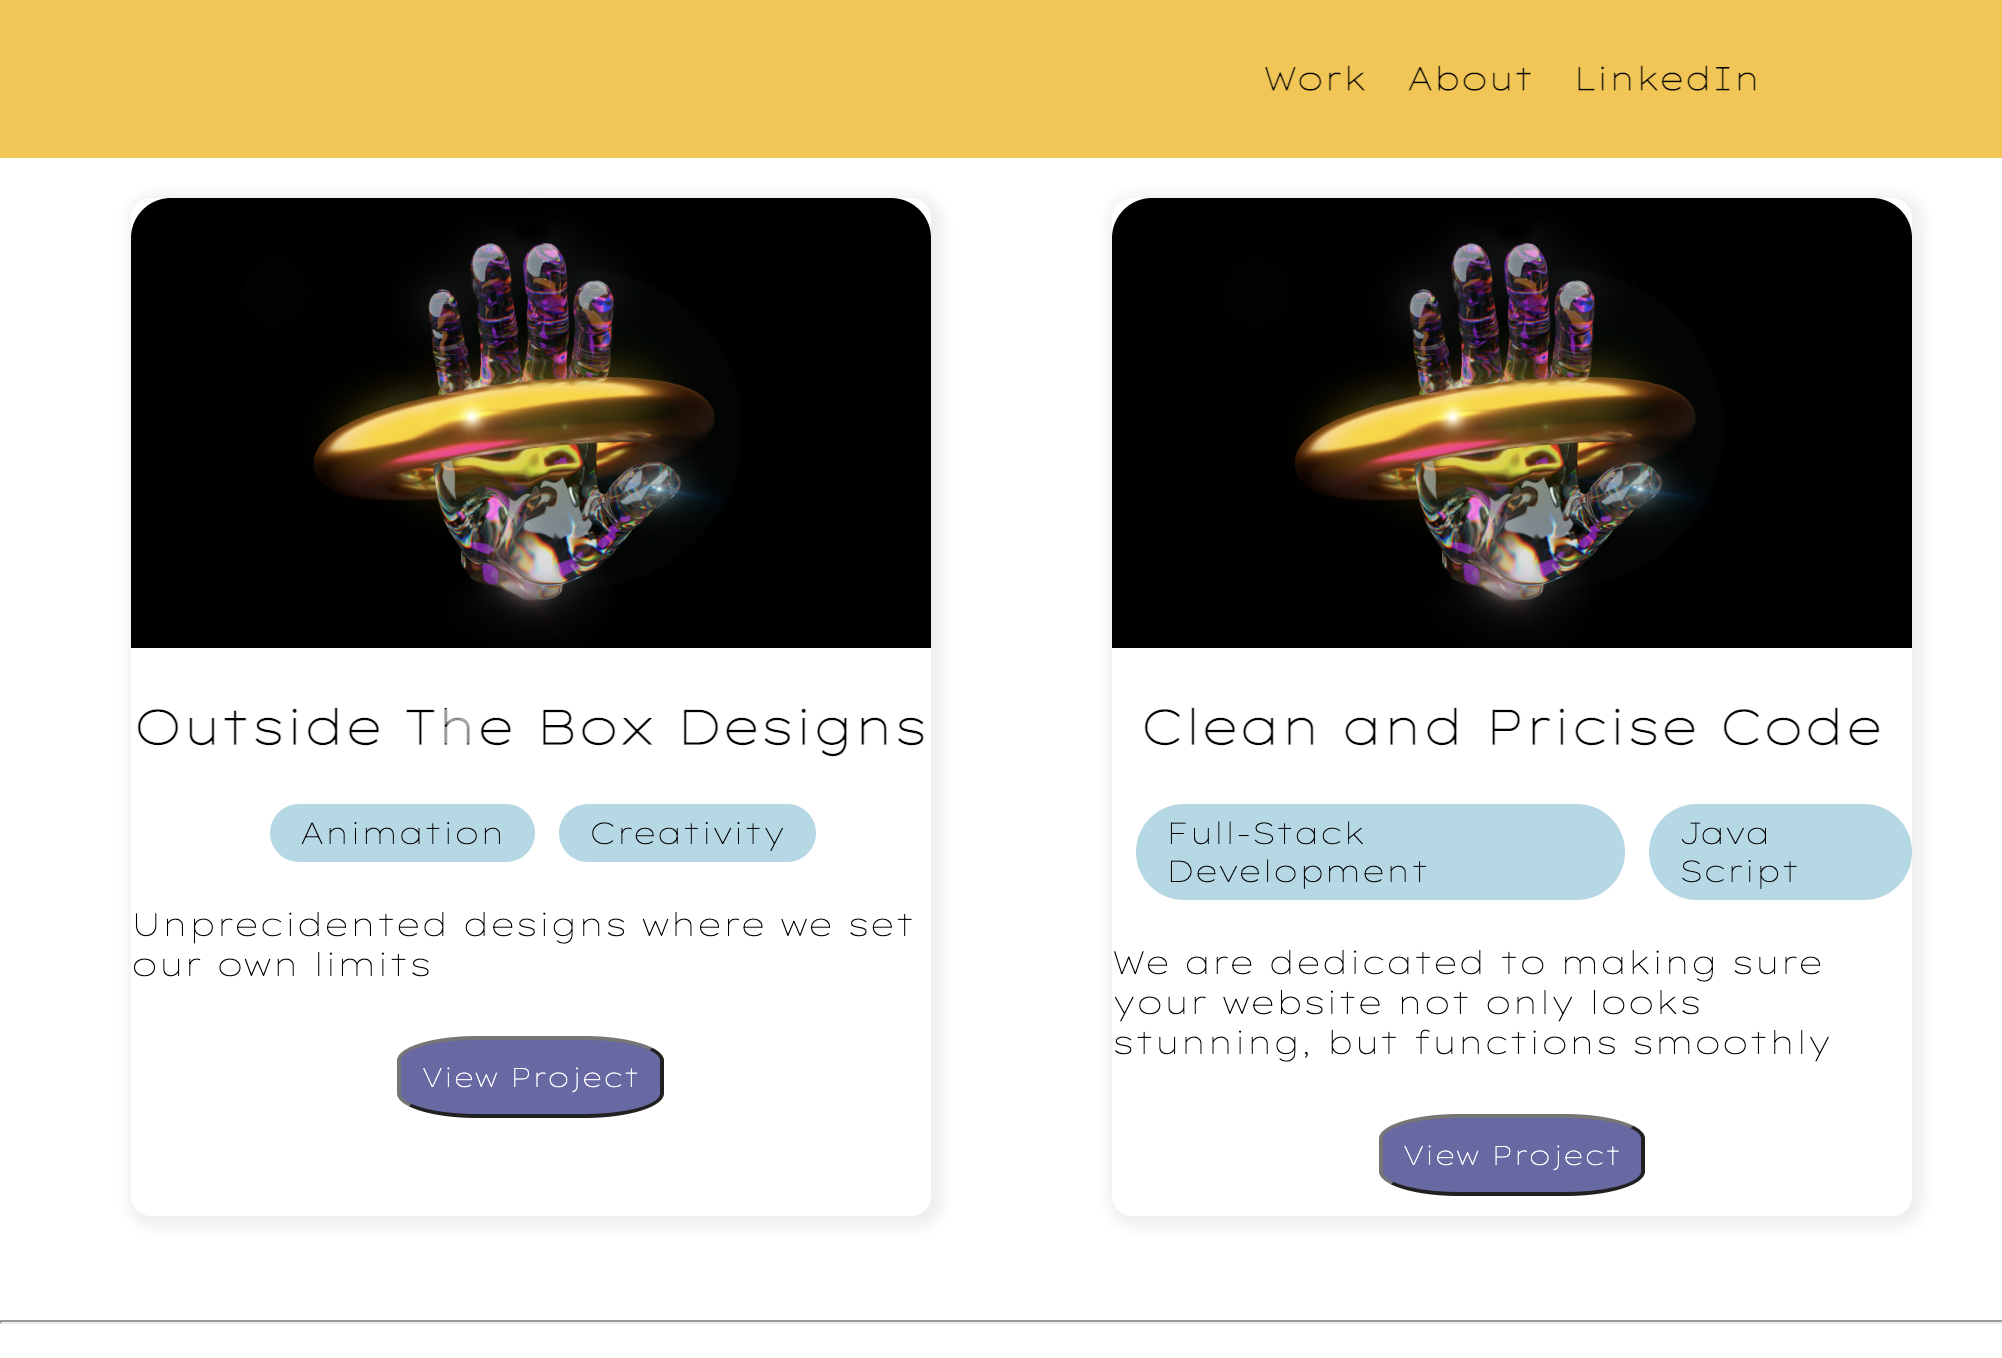 Work About LinkedIn
Outside The Box Designs
Animation Creativity
Unprecidented designs where we set
our own limits
View Project
Clean and Pricise Code
Full-Stack
Development
Java
Script
We are dedicated to making sure
your website not only looks
stunning, but functions smoothly
View Project